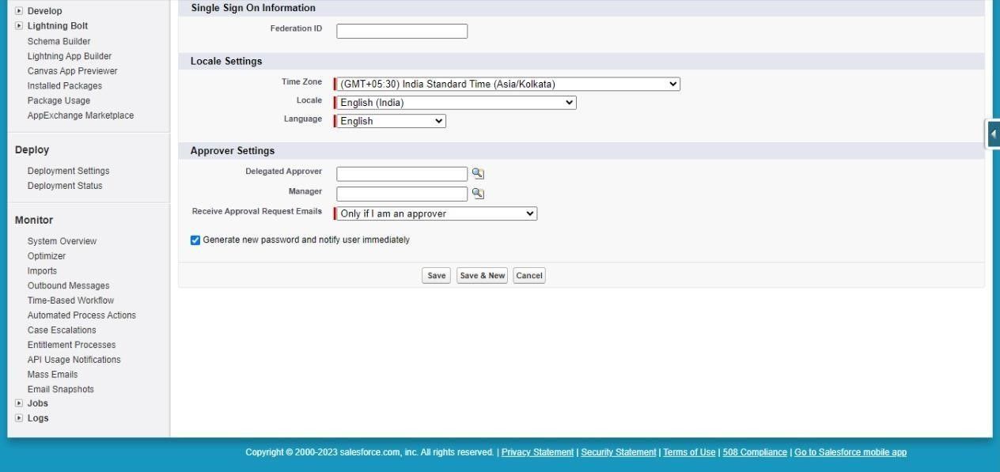 Develop
Lightning Bolt
Schema Builder
Lightning App Builder
Canvas App Previewer
Installed Packages
Package Usage
AppExchange Marketplace
Deploy
Deployment Settings
Deployment Status
Monitor
System Overview
Optimizer
Imports
Outbound Messages
Time-Based Workflow
Automated Process Actions
Case Escalations
Entitlement Processes
API Usage Notifications
Mass Emails
Email Snapshots
Jobs
Logs
Single Sign On Information
Federation ID
Locale Settings
Time Zone (GMT+05:30) India Standard Time (Asia/Kolkata)
Locale English (India)
Language English
Approver Settings
Delegated Approver
Manager
Receive Approval Request Emails Only if I am an approver
Generate new password and notify user immediately
Save Save & New Cancel
Copyright © 2000-2023 salesforce.com, inc. All rights reserved. | Privacy Statement | Security Statement | Terms of Use | 508 Compliance | Go to Salesforce mobile app